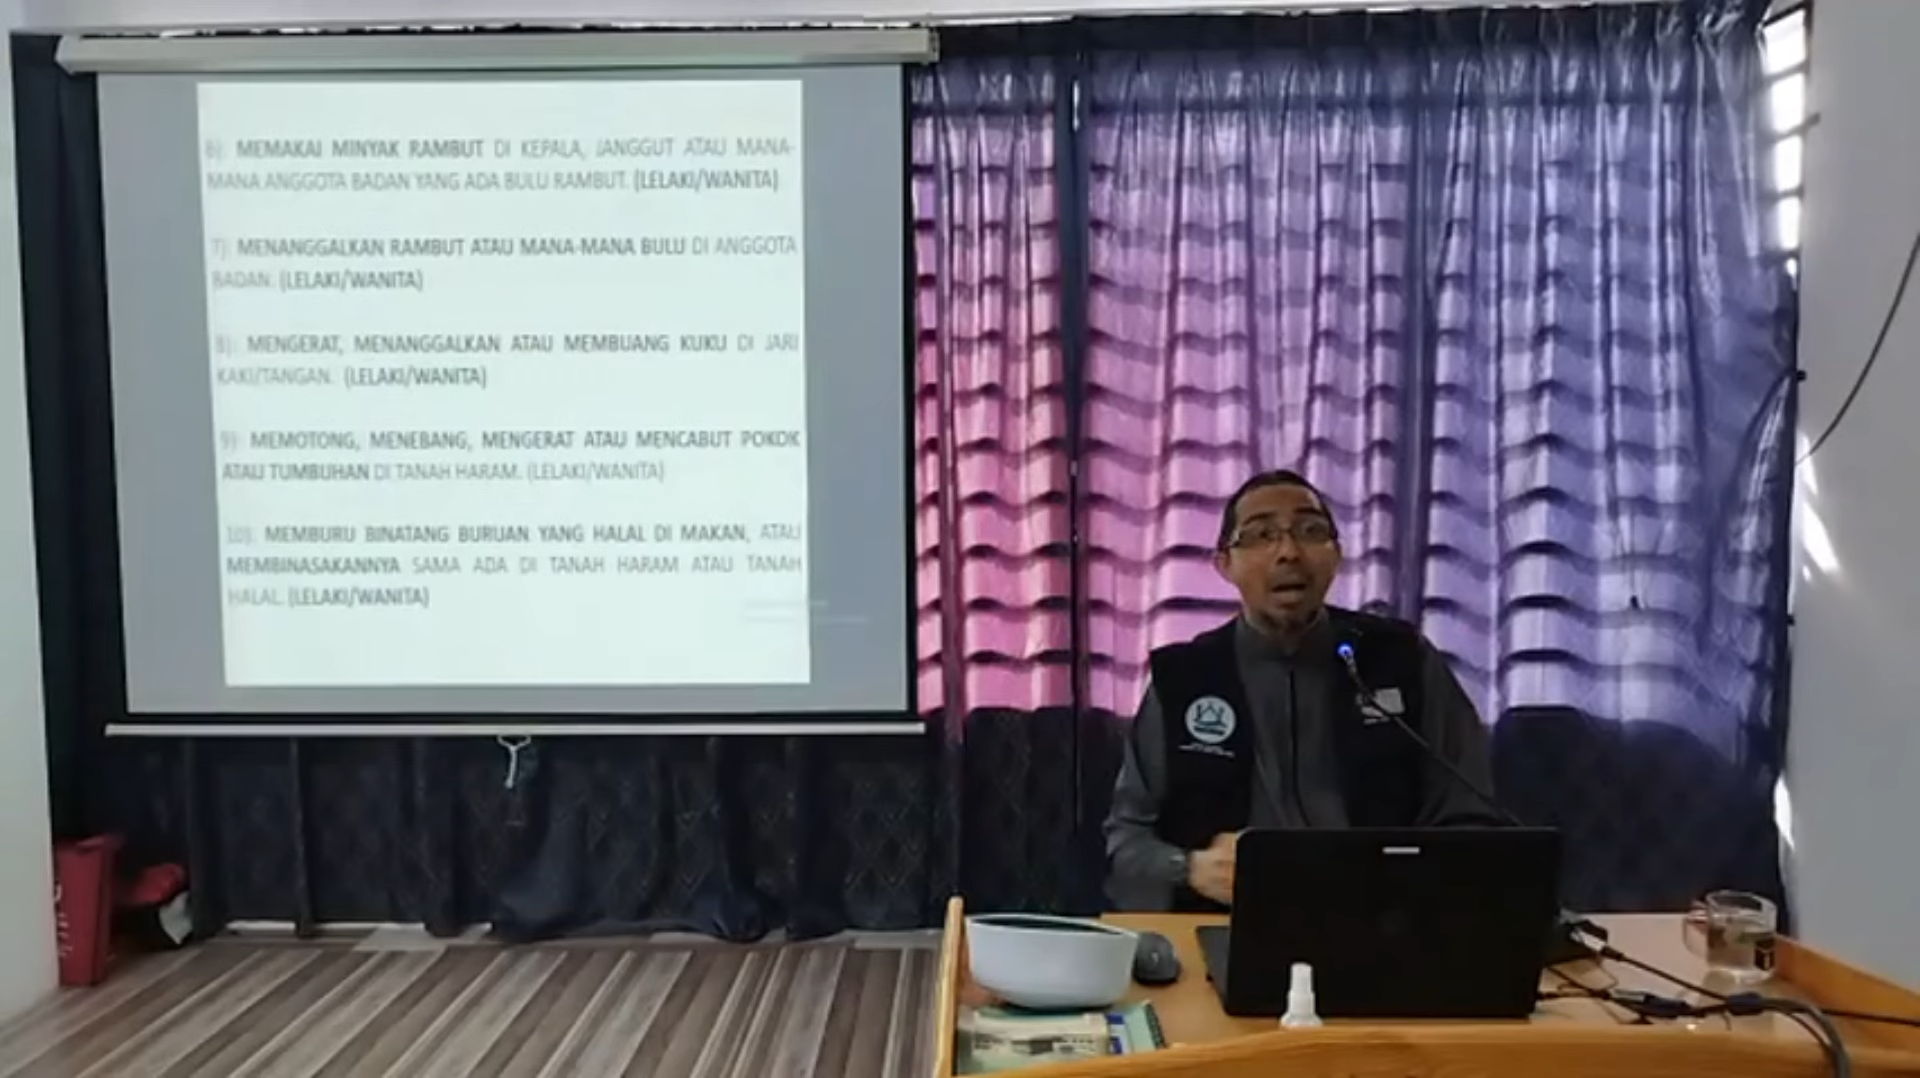 6). MEMAKAI MINYAK RAMBUT DI KEPALA, JANGGUT ATAU MANA-
MANA ANGGOTA BADAN YANG ADA BULU RAMBUT. (LELAKI/WANITA)
7). MENANGGALKAN RAMBUT ATAU MANA-MANA BULU DI ANGGOTA
BADAN. (LELAKI/WANITA)
8). MENGERAT, MENANGGALKAN ATAU MEMBUANG KUKU DI JARI
KAKI/TANGAN. (LELAKI/WANITA)
9). MEMOTONG, MENEBANG, MENGERAT ATAU MENCABUT POKOK
ATAU TUMBUHAN DI TANAH HARAM. (LELAKI/WANITA)
10). MEMBURU BINATANG BURUAN YANG HALAL DI MAKAN, ATAU
MEMBINASAKANNYA SAMA ADA DI TANAH HARAM ATAU TANAH
HALAL. (LELAKI/WANITA)